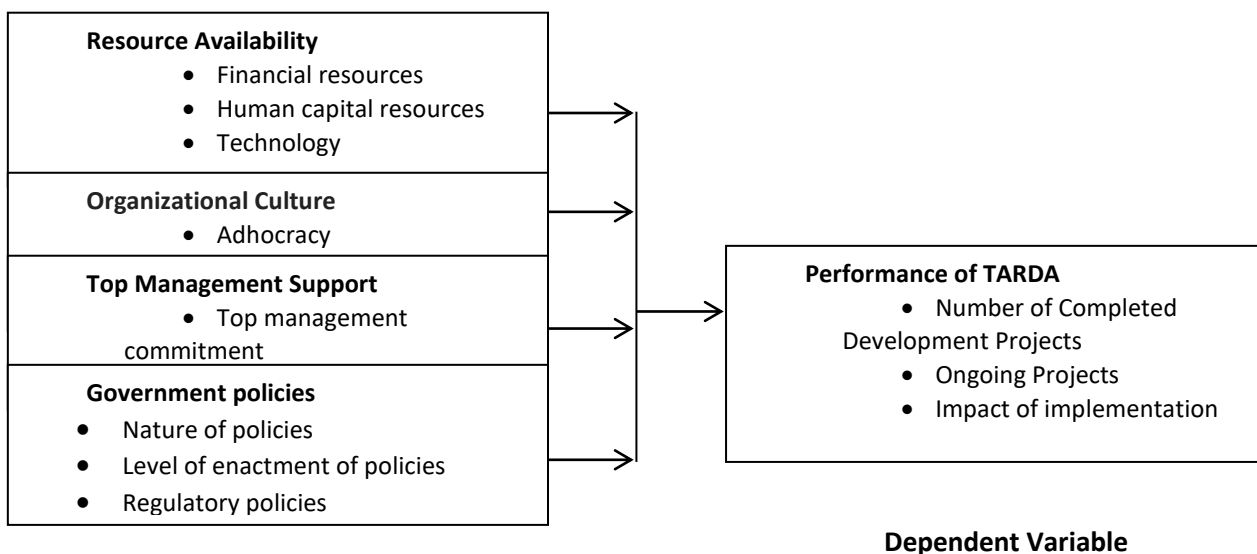 Resource Availability
• Financial resources
• Human capital resources
• Technology
Organizational Culture
• Adhocracy
Top Management Support
• Top management
commitment
Government policies
• Nature of policies
• Level of enactment of policies
• Regulatory policies
Performance of TARDA
• Number of Completed
Development Projects
• Ongoing Projects
• Impact of implementation
Dependent Variable